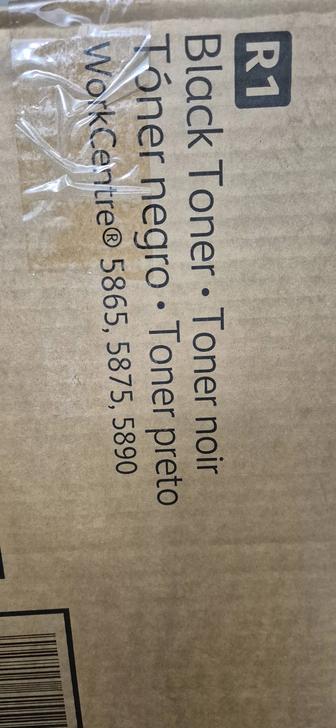 R1
Black Toner • Toner noir
Tóner negro • Toner preto
WorkCentre® 5865, 5875, 5890